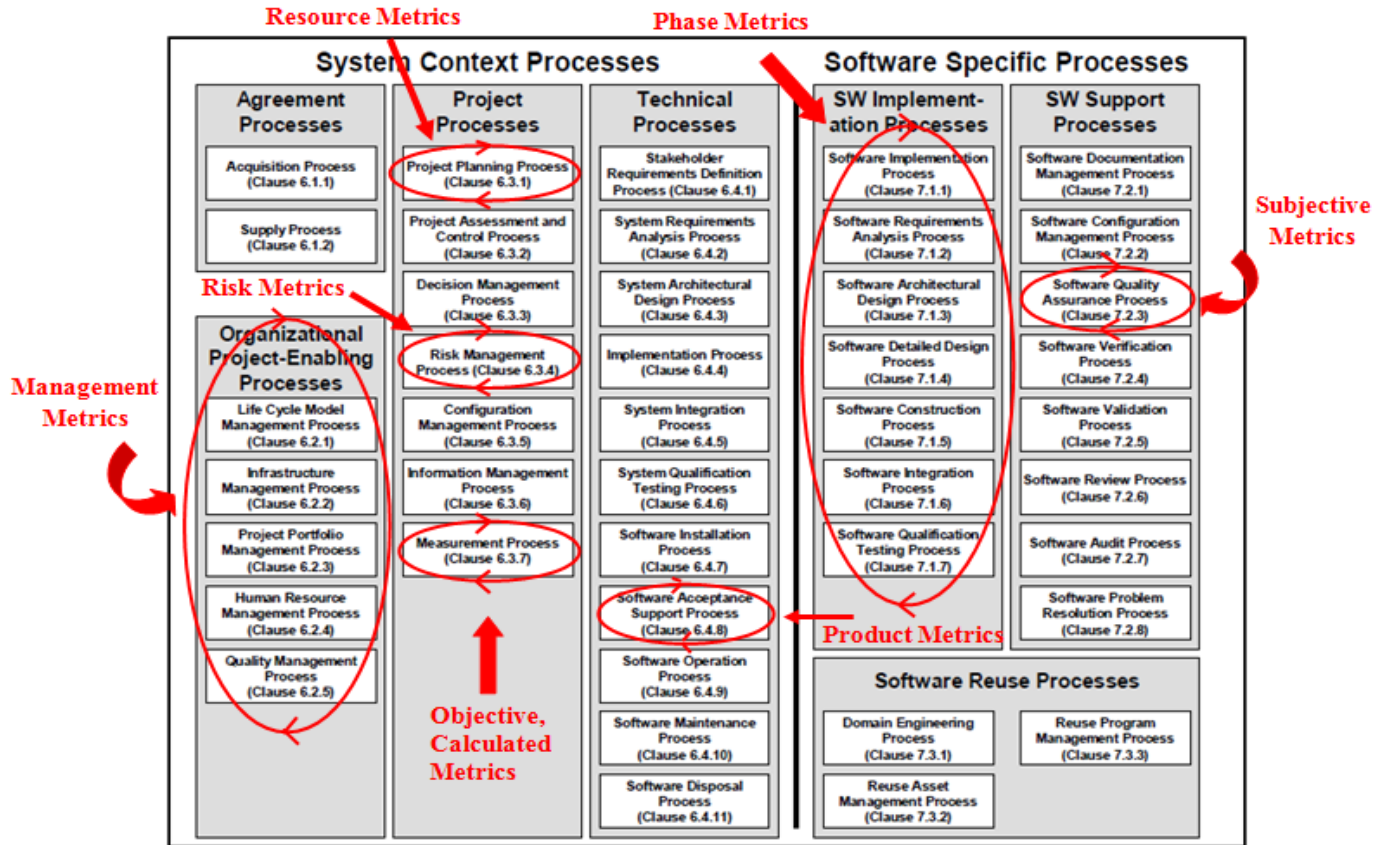 Resource Metrics
Phase Metrics
System Context Processes
Software Specific Processes
Agreement
Processes
Acquisition Process
(Clause 6.1.1)
Supply Process
(Clause 6.1.2)
Risk Metrics
Management
Metrics
Organizational
Project-Enabling
Processes
Life Cycle Model
Management Process
(Clause 6.2.1)
Infrastructure
Management Process
(Clause 6.2.2)
Project Portfolio
Management Process
(Clause 6.2.3)
Human Resource
Management Process
(Clause 6.2.4)
Quality Management
Process
(Clause 6.2.5)
Project
Processes
Project Planning Process
(Clause 6.3.1)
Project Assessment and
Control Process
(Clause 6.3.2)
Decision Management
Process
(Clause 6.3.3)
Risk Management
Process (Clause 6.3.4)
Configuration
Management Process
(Clause 6.3.5)
Information Management
Process
(Clause 6.3.6)
Measurement Process
(Clause 6.3.7)
Objective,
Calculated
Metrics
Technical
Processes
Stakeholder
Requirements Definition
Process (Clause 6.4.1)
System Requirements
Analysis Process
(Clause 6.4.2)
System Architectural
Design Process
(Clause 6.4.3)
Implementation Process
(Clause 6.4.4)
System Integration
Process
(Clause 6.4.5)
System Qualification
Testing Process
(Clause 6.4.6)
Software Installation
Process
(Clause 6.4.7)
Software Acceptance
Support Process
(Clause 6.4.8)
Software Operation
Process
(Clause 6.4.9)
Software Maintenance
Process
(Clause 6.4.10)
Software Disposal
Process
(Clause 6.4.11)
SW Implement-
ation Processes
Software Implementation
Process
(Clause 7.1.1)
Software Requirements
Analysis Process
(Clause 7.1.2)
Software Architectural
Design Process
(Clause 7.1.3)
Software Detailed Design
Process
(Clause 7.1.4)
Software Construction
Process
(Clause 7.1.5)
Software Integration
Process
(Clause 7.1.6)
Software Qualification
Testing Process
(Clause 7.1.7)
Product Metrics
SW Support
Processes
Software Documentation
Management Process
(Clause 7.2.1)
Software Configuration
Management Process
(Clause 7.2.2)
Software Quality
Assurance Process
(Clause 7.2.3)
Software Verification
Process
(Clause 7.2.4)
Software Validation
Process
(Clause 7.2.5)
Software Review Process
(Clause 7.2.6)
Software Audit Process
(Clause 7.2.7)
Software Problem
Resolution Process
(Clause 7.2.8)
Subjective
Metrics
Software Reuse Processes
Domain Engineering
Process
(Clause 7.3.1)
Reuse Program
Management Process
(Clause 7.3.3)
Reuse Asset
Management Process
(Clause 7.3.2)